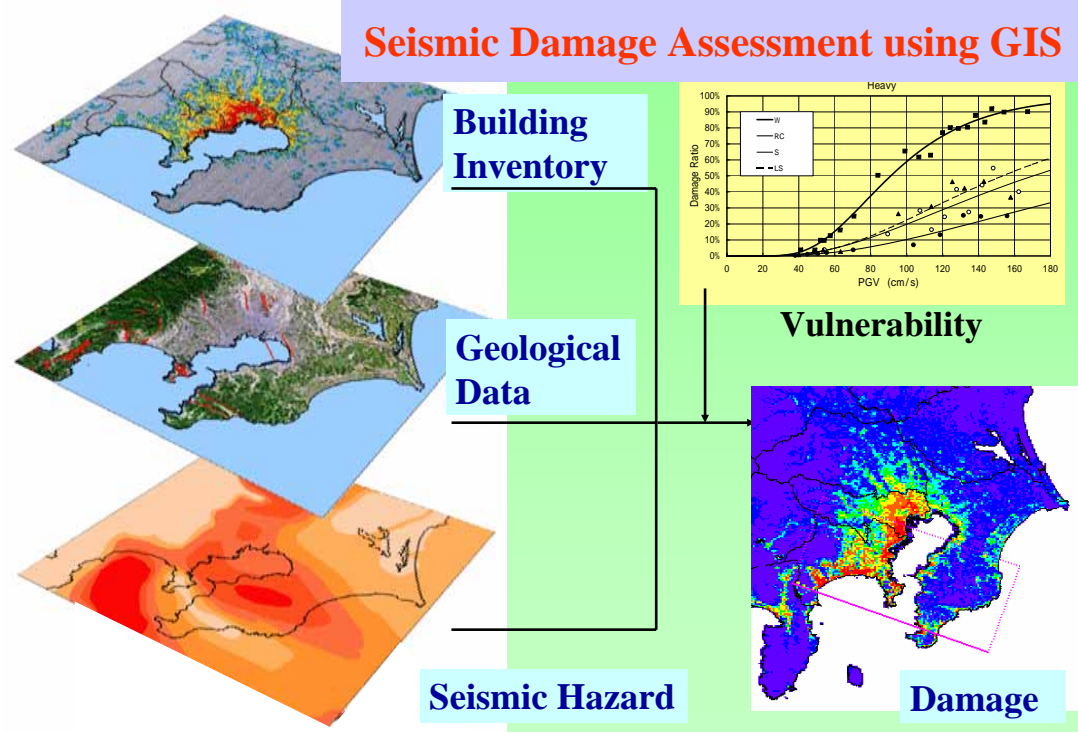 Seismic Damage Assessment using GIS
Building
Inventory
Heavy
100%
90%
80%
70%
60%
50%
40%
30%
20%
10%
0%
Damage Ratio
W
RC
S
LS
0 20 40 60 80 100 120 140 160 180
PGV (cm/s)
Vulnerability
Geological
Data
Seismic Hazard
Damage